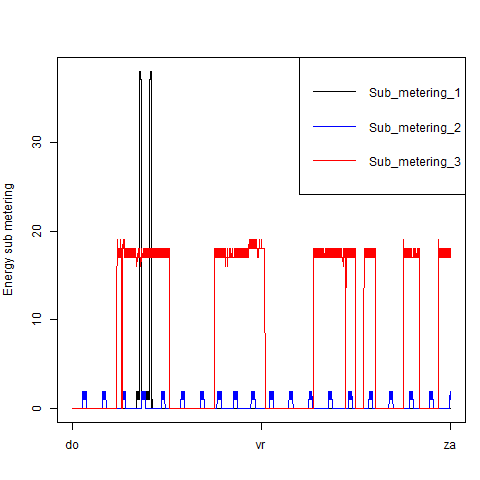 Sub_metering_1
Sub_metering_2
Sub_metering_3
Energy sub metering
30
20
10
0
do
vr
za